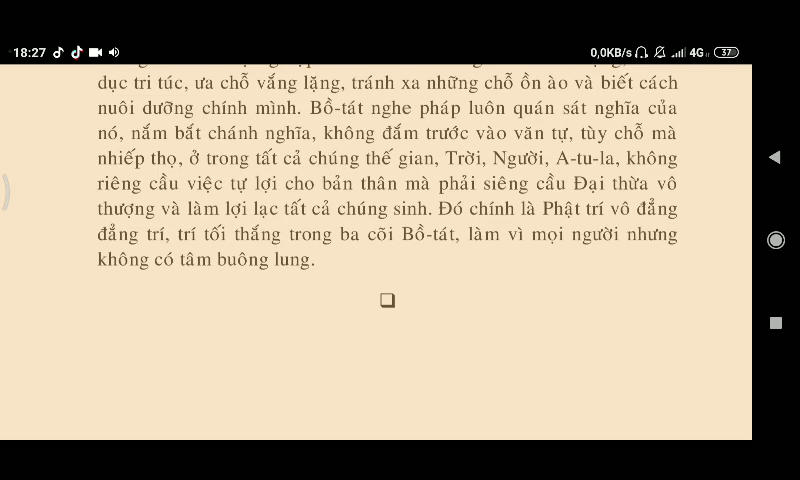 18:27
0,0KB/s
4G
37
dục tri túc, ưa chỗ vắng lặng, tránh xa những chỗ ồn ào và biết cách
nuôi dưỡng chính mình. Bồ-tát nghe pháp luôn quán sát nghĩa của
nó, nắm bắt chánh nghĩa, không đắm trước vào văn tự, tùy chỗ mà
nhiếp thọ, ở trong tất cả chúng thế gian, Trời, Người, A-tu-la, không
riêng cầu việc tự lợi cho bản thân mà phải siêng cầu Đại thừa vô
thượng và làm lợi lạc tất cả chúng sinh. Đó chính là Phật trí vô đẳng
đẳng trí, trí tối thắng trong ba cõi Bồ-tát, làm vì mọi người nhưng
không có tâm buông lung.